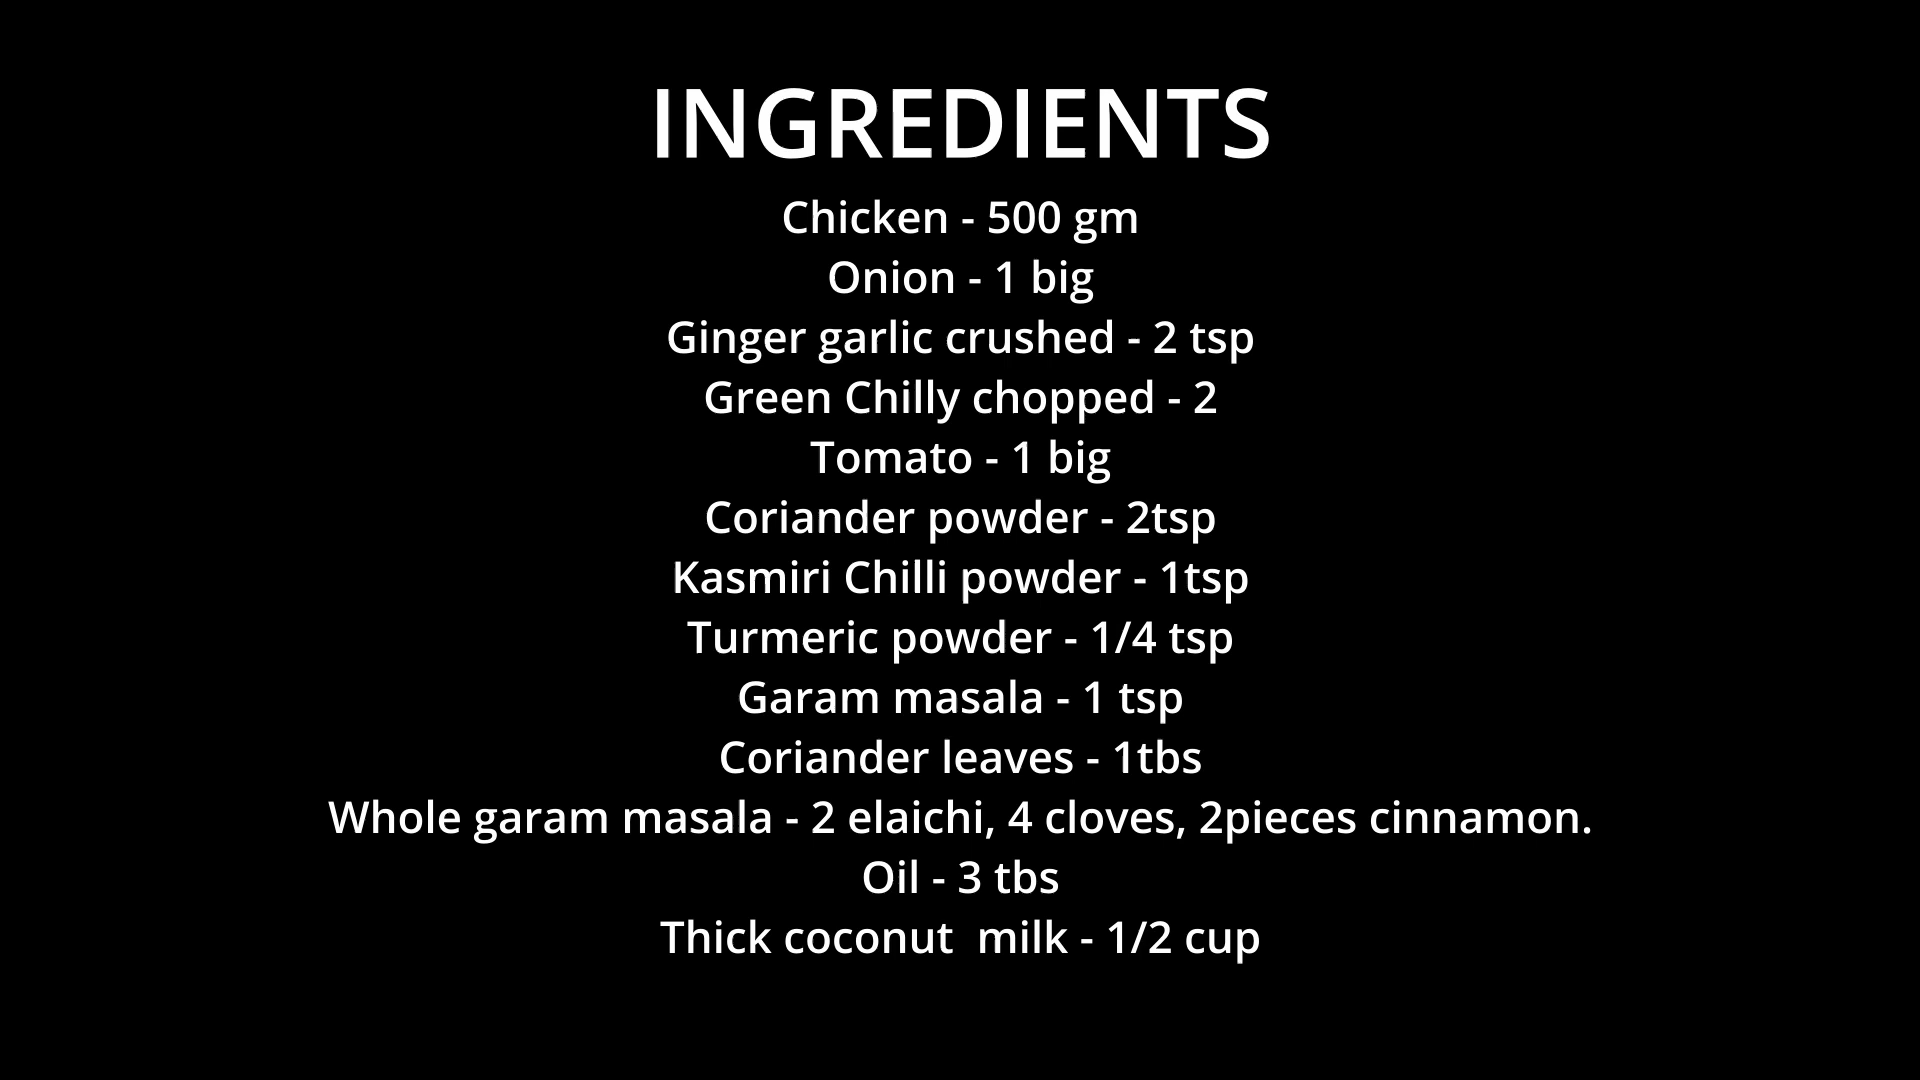 INGREDIENTS
Chicken - 500 gm
Onion - 1 big
Ginger garlic crushed - 2 tsp
Green Chilly chopped - 2
Tomato - 1 big
Coriander powder - 2tsp
Kasmiri Chilli powder - 1tsp
Turmeric powder - 1/4 tsp
Garam masala - 1 tsp
Coriander leaves - 1tbs
Whole garam masala - 2 elaichi, 4 cloves, 2pieces cinnamon.
Oil - 3 tbs
Thick coconut  milk - 1/2 cup